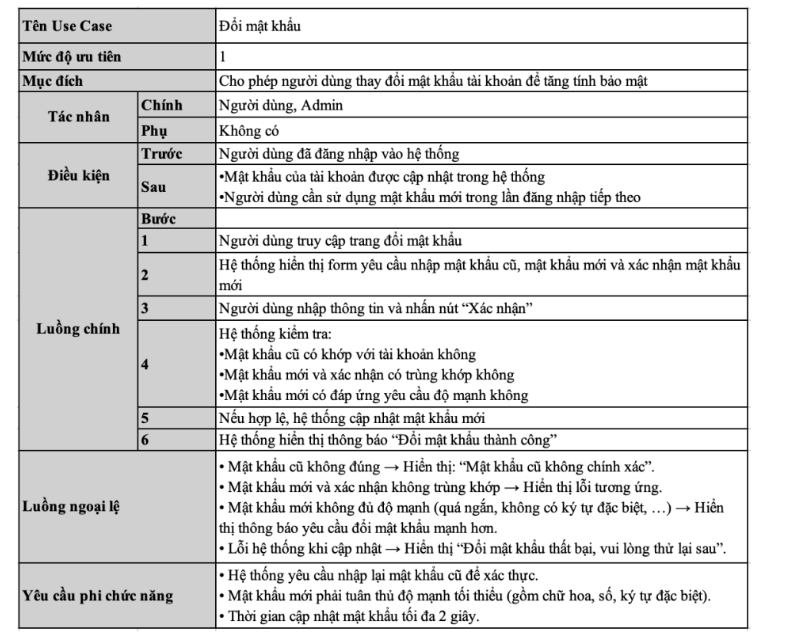 Tên Use Case
Đổi mật khẩu
Mức độ ưu tiên
1
Mục đích
Cho phép người dùng thay đổi mật khẩu tài khoản để tăng tính bảo mật
Tác nhân
Chính
Người dùng, Admin
Phụ
Không có
Điều kiện
Trước
Người dùng đã đăng nhập vào hệ thống
Sau
•Mật khẩu của tài khoản được cập nhật trong hệ thống
•Người dùng cần sử dụng mật khẩu mới trong lần đăng nhập tiếp theo
Luồng chính
Bước
1
Người dùng truy cập trang đổi mật khẩu
2
Hệ thống hiển thị form yêu cầu nhập mật khẩu cũ, mật khẩu mới và xác nhận mật khẩu
mới
3
Người dùng nhập thông tin và nhấn nút “Xác nhận”
4
Hệ thống kiểm tra:
•Mật khẩu cũ có khớp với tài khoản không
•Mật khẩu mới và xác nhận có trùng khớp không
•Mật khẩu mới có đáp ứng yêu cầu độ mạnh không
5
Nếu hợp lệ, hệ thống cập nhật mật khẩu mới
6
Hệ thống hiển thị thông báo “Đổi mật khẩu thành công”
Luồng ngoại lệ
• Mật khẩu cũ không đúng → Hiển thị: “Mật khẩu cũ không chính xác”.
• Mật khẩu mới và xác nhận không trùng khớp → Hiển thị lỗi tương ứng.
• Mật khẩu mới không đủ độ mạnh (quá ngắn, không có ký tự đặc biệt, …) → Hiển
thị thông báo yêu cầu đổi mật khẩu mạnh hơn.
• Lỗi hệ thống khi cập nhật → Hiển thị “Đổi mật khẩu thất bại, vui lòng thử lại sau”.
Yêu cầu phi chức năng
• Hệ thống yêu cầu nhập lại mật khẩu cũ để xác thực.
• Mật khẩu mới phải tuân thủ độ mạnh tối thiểu (gồm chữ hoa, số, ký tự đặc biệt).
• Thời gian cập nhật mật khẩu tối đa 2 giây.